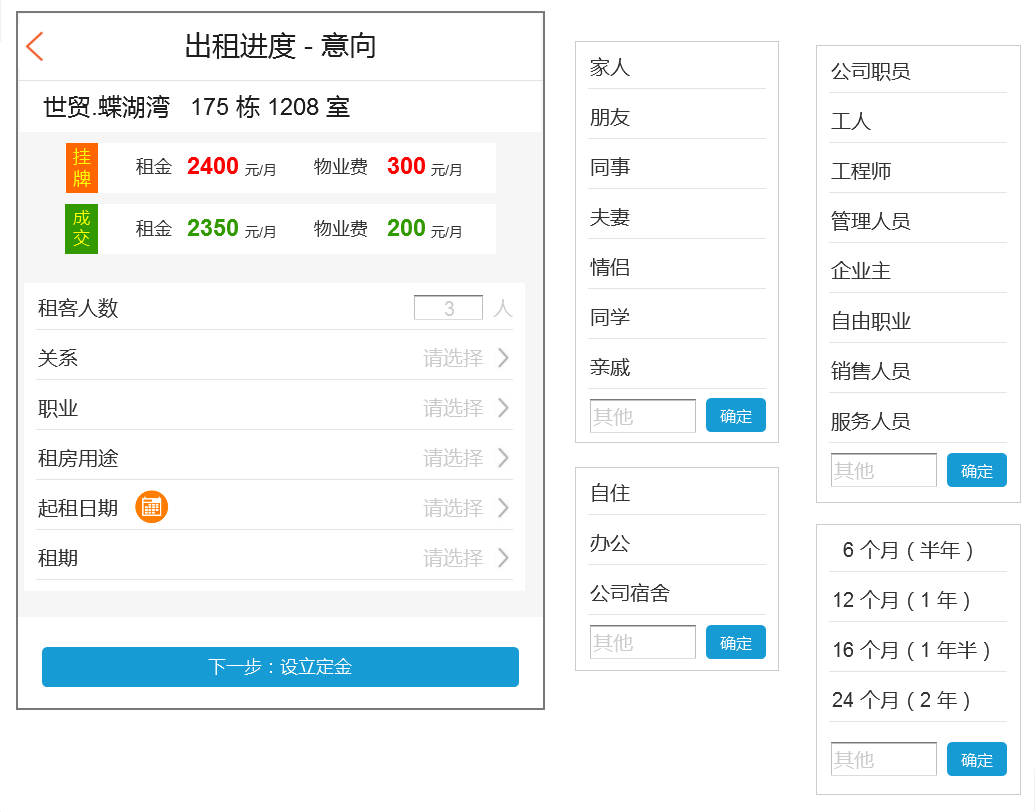 出租进度 - 意向
世贸.蝶湖湾 175 栋 1208 室
挂牌 租金 2400 元/月 物业费 300 元/月
成交 租金 2350 元/月 物业费 200 元/月
租客人数 3 人
关系 请选择
职业 请选择
租房用途 请选择
起租日期 请选择
租期 请选择
下一步：设立定金
家人
朋友
同事
夫妻
情侣
同学
亲戚
其他 确定
自住
办公
公司宿舍
其他 确定
公司职员
工人
工程师
管理人员
企业主
自由职业
销售人员
服务人员
其他 确定
6 个月（半年）
12 个月（1 年）
16 个月（1 年半）
24 个月（2 年）
其他 确定